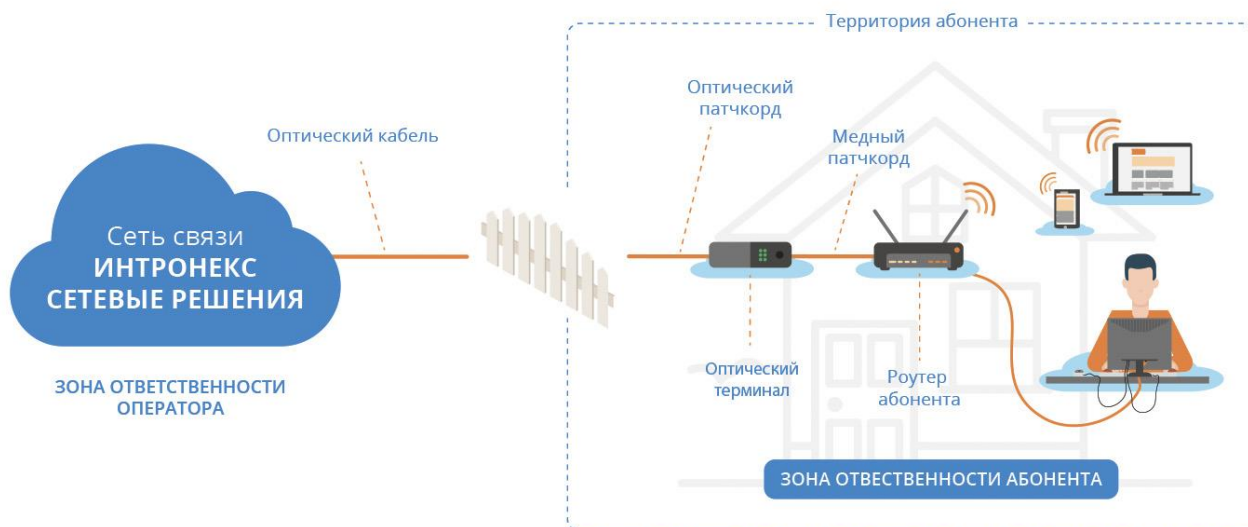 Территория абонента
Оптический
патчкорд
Оптический кабель
Медный
патчкорд
Сеть связи
ИНТРОНЕКС
СЕТЕВЫЕ РЕШЕНИЯ
ЗОНА ОТВЕТСТВЕННОСТИ
ОПЕРАТОРА
Оптический
терминал
Роутер
абонента
ЗОНА ОТВЕСТВЕННОСТИ АБОНЕНТА